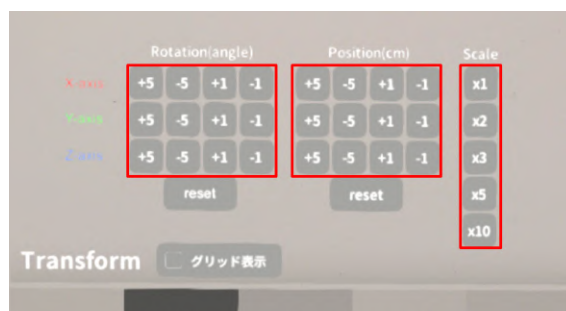 Rotation(angle) Position(cm) Scale
X-axis +5 -5 +1 -1 +5 -5 +1 -1 x1
Y-axis +5 -5 +1 -1 +5 -5 +1 -1 x2
Z-axis +5 -5 +1 -1 +5 -5 +1 -1 x3
reset reset x5
x10
Transform グリッド表示